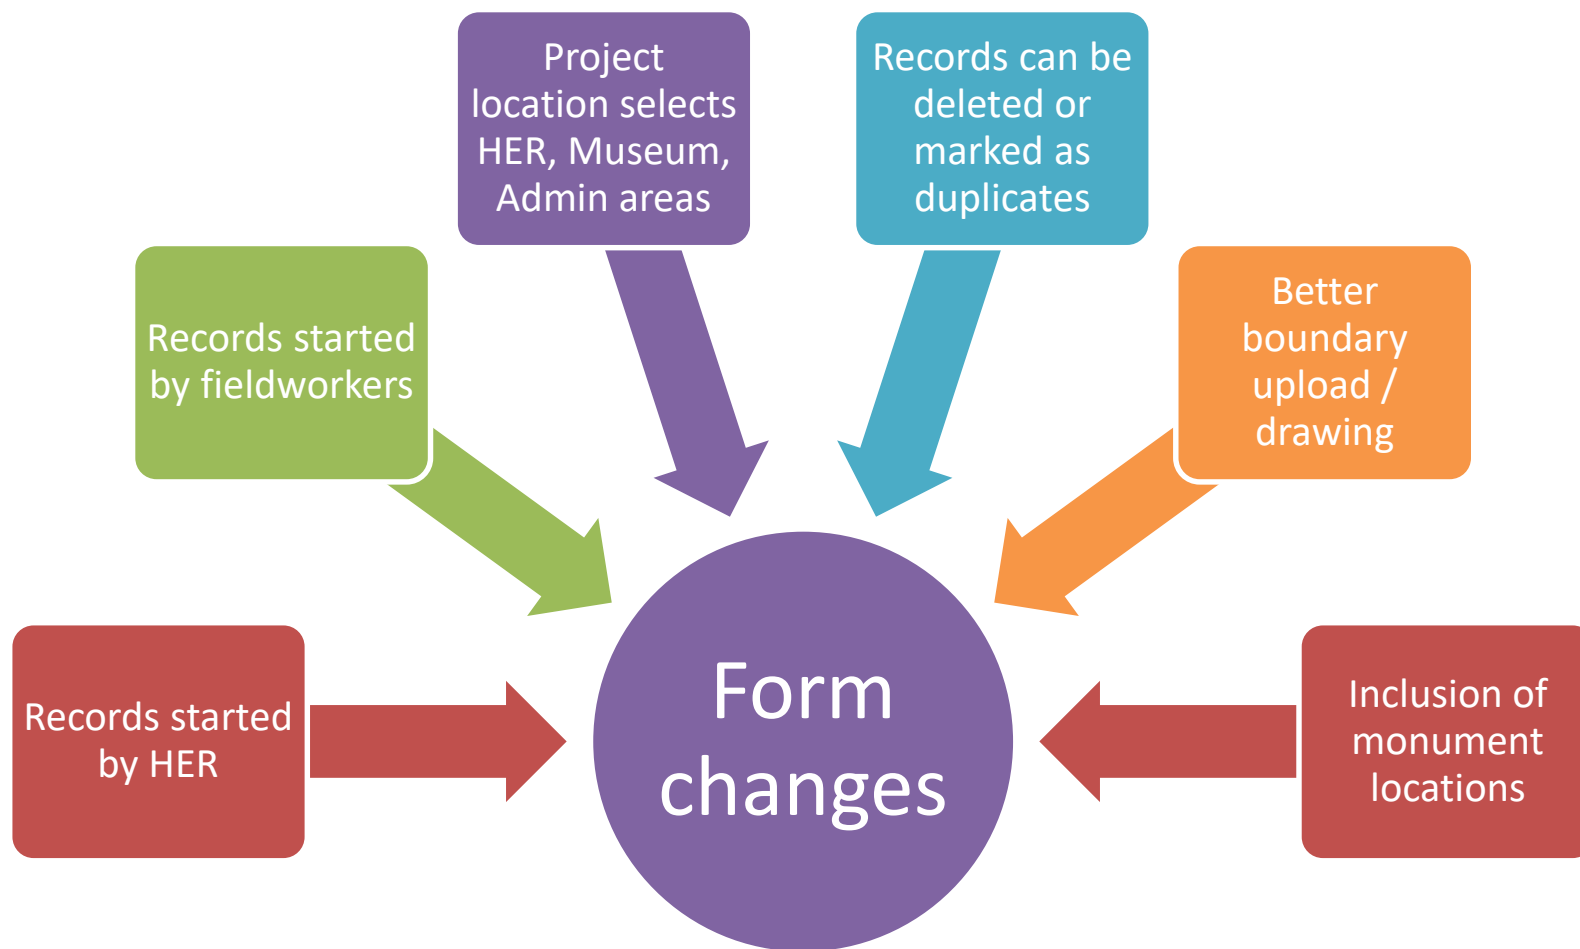 Project
location selects
HER, Museum,
Admin areas
Records can be
deleted or
marked as
duplicates
Records started
by fieldworkers
Better
boundary
upload /
drawing
Records started
by HER
Form
changes
Inclusion of
monument
locations